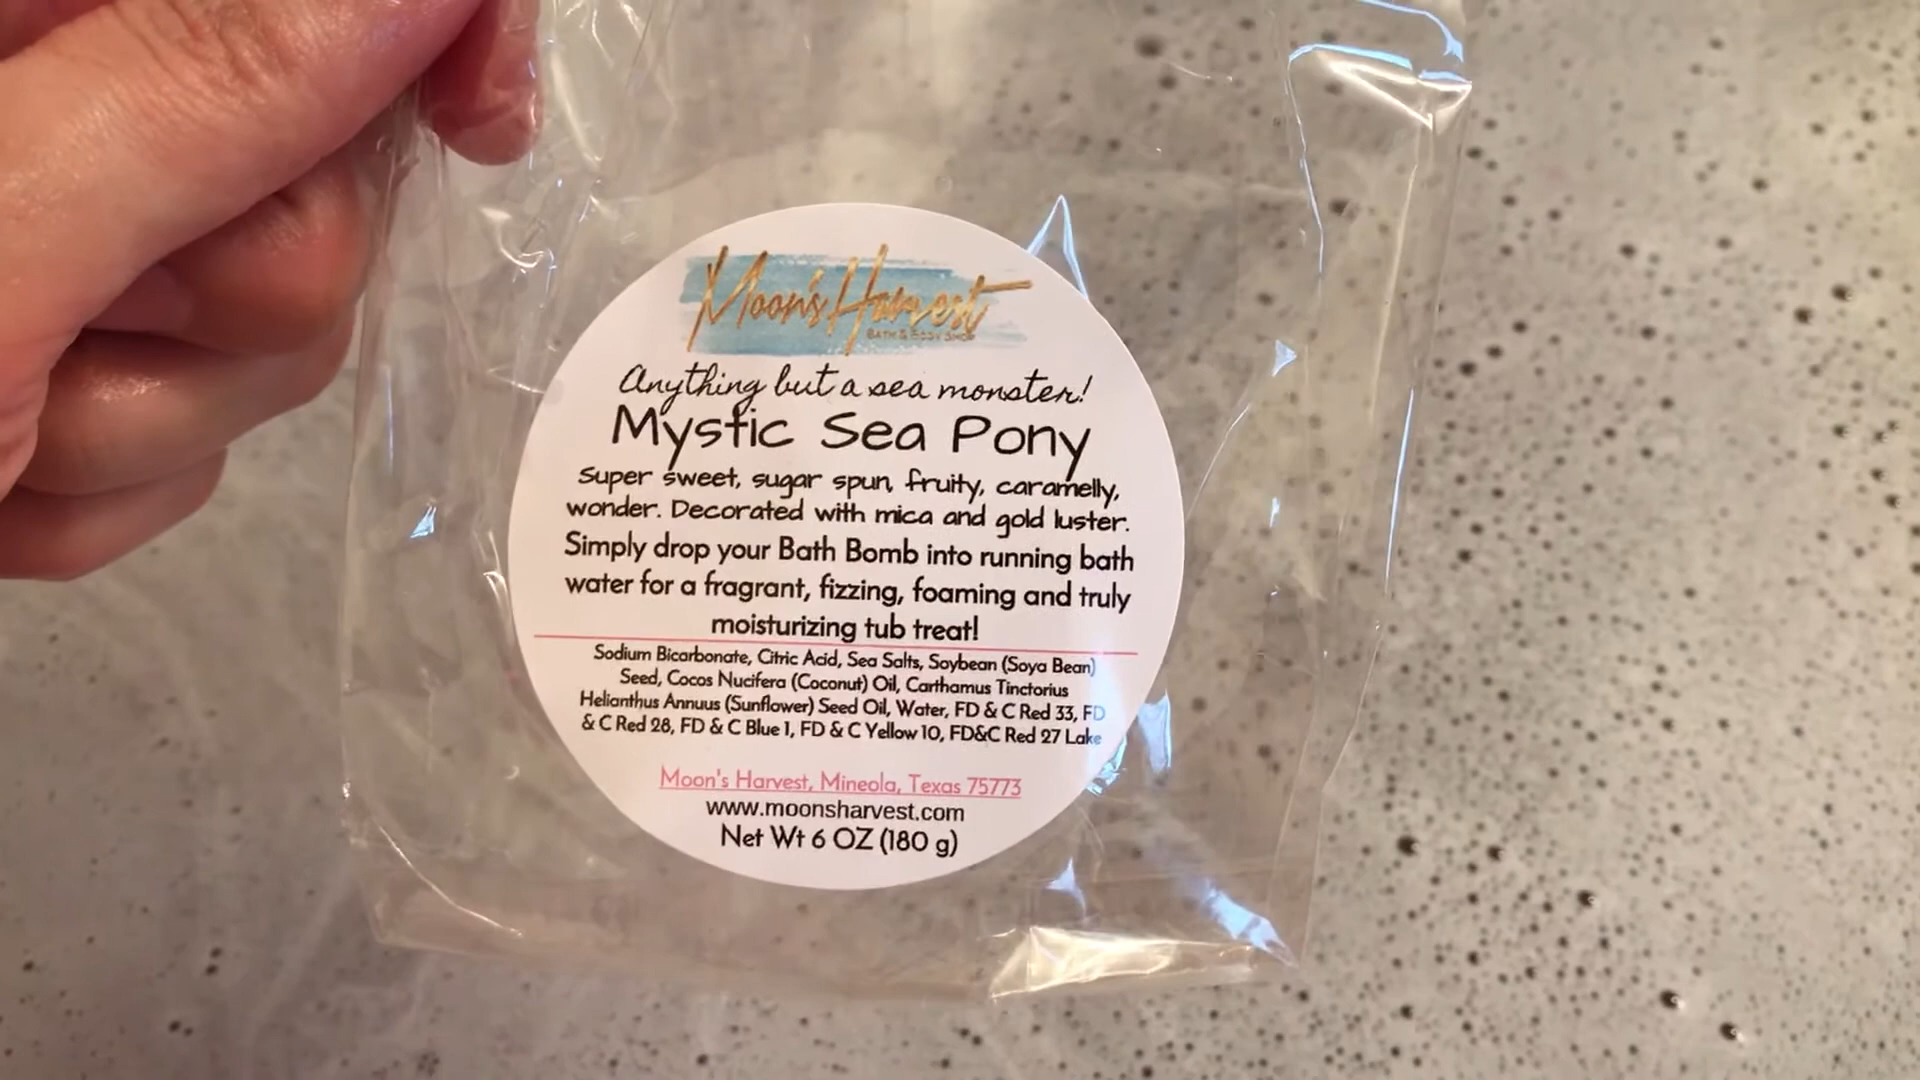 Moon's Harvest
BATH & BODY SHOP
Anything but a sea monster!
Mystic Sea Pony
Super sweet, sugar spun, fruity, caramelly,
wonder. Decorated with mica and gold luster.
Simply drop your Bath Bomb into running bath
water for a fragrant, fizzing, foaming and truly
moisturizing tub treat!
Sodium Bicarbonate, Citric Acid, Sea Salts, Soybean (Soya Bean)
Seed, Cocos Nucifera (Coconut) Oil, Carthamus Tinctorius
Helianthus Annuus (Sunflower) Seed Oil, Water, FD & C Red 33, FD
& C Red 28, FD & C Blue 1, FD & C Yellow 10, FD&C Red 27 Lake
Moon's Harvest, Mineola, Texas 75773
www.moonsharvest.com
Net Wt 6 OZ (180 g)